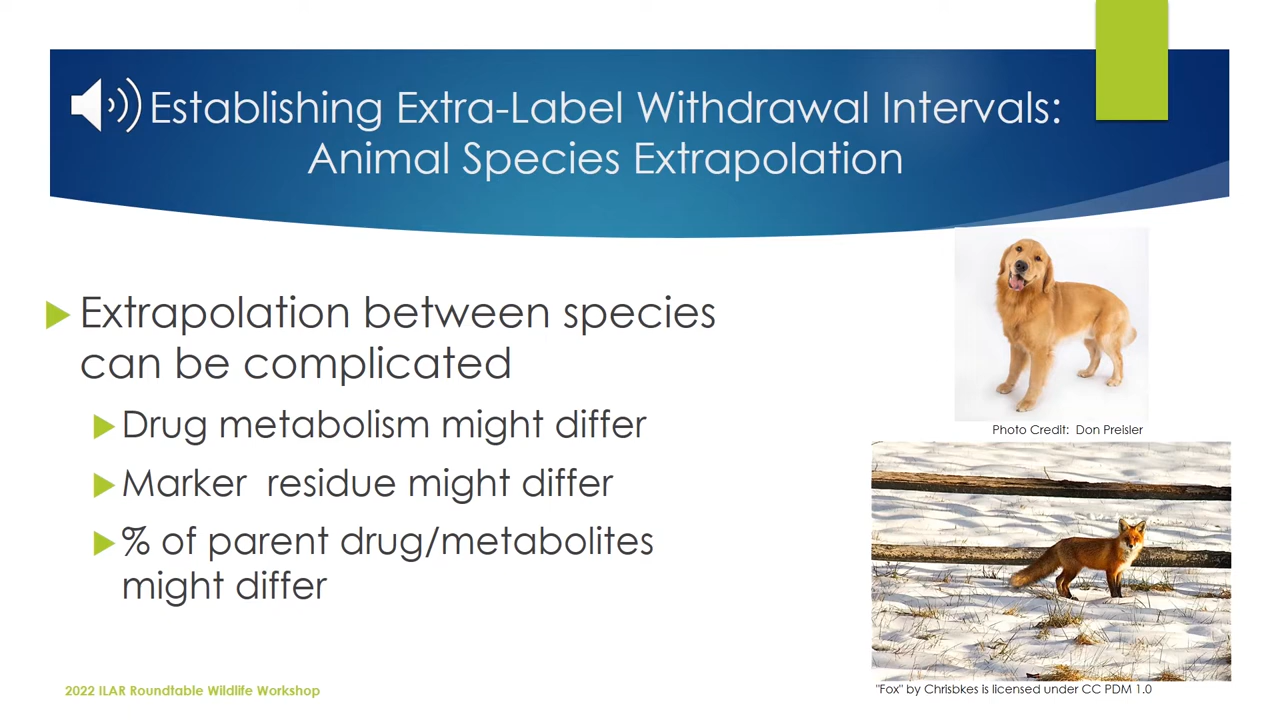 Establishing Extra-Label Withdrawal Intervals:
Animal Species Extrapolation
Extrapolation between species
can be complicated
Drug metabolism might differ
Marker residue might differ
% of parent drug/metabolites
might differ
Photo Credit: Don Preisler
"Fox" by Chrisbkes is licensed under CC PDM 1.0
2022 ILAR Roundtable Wildlife Workshop